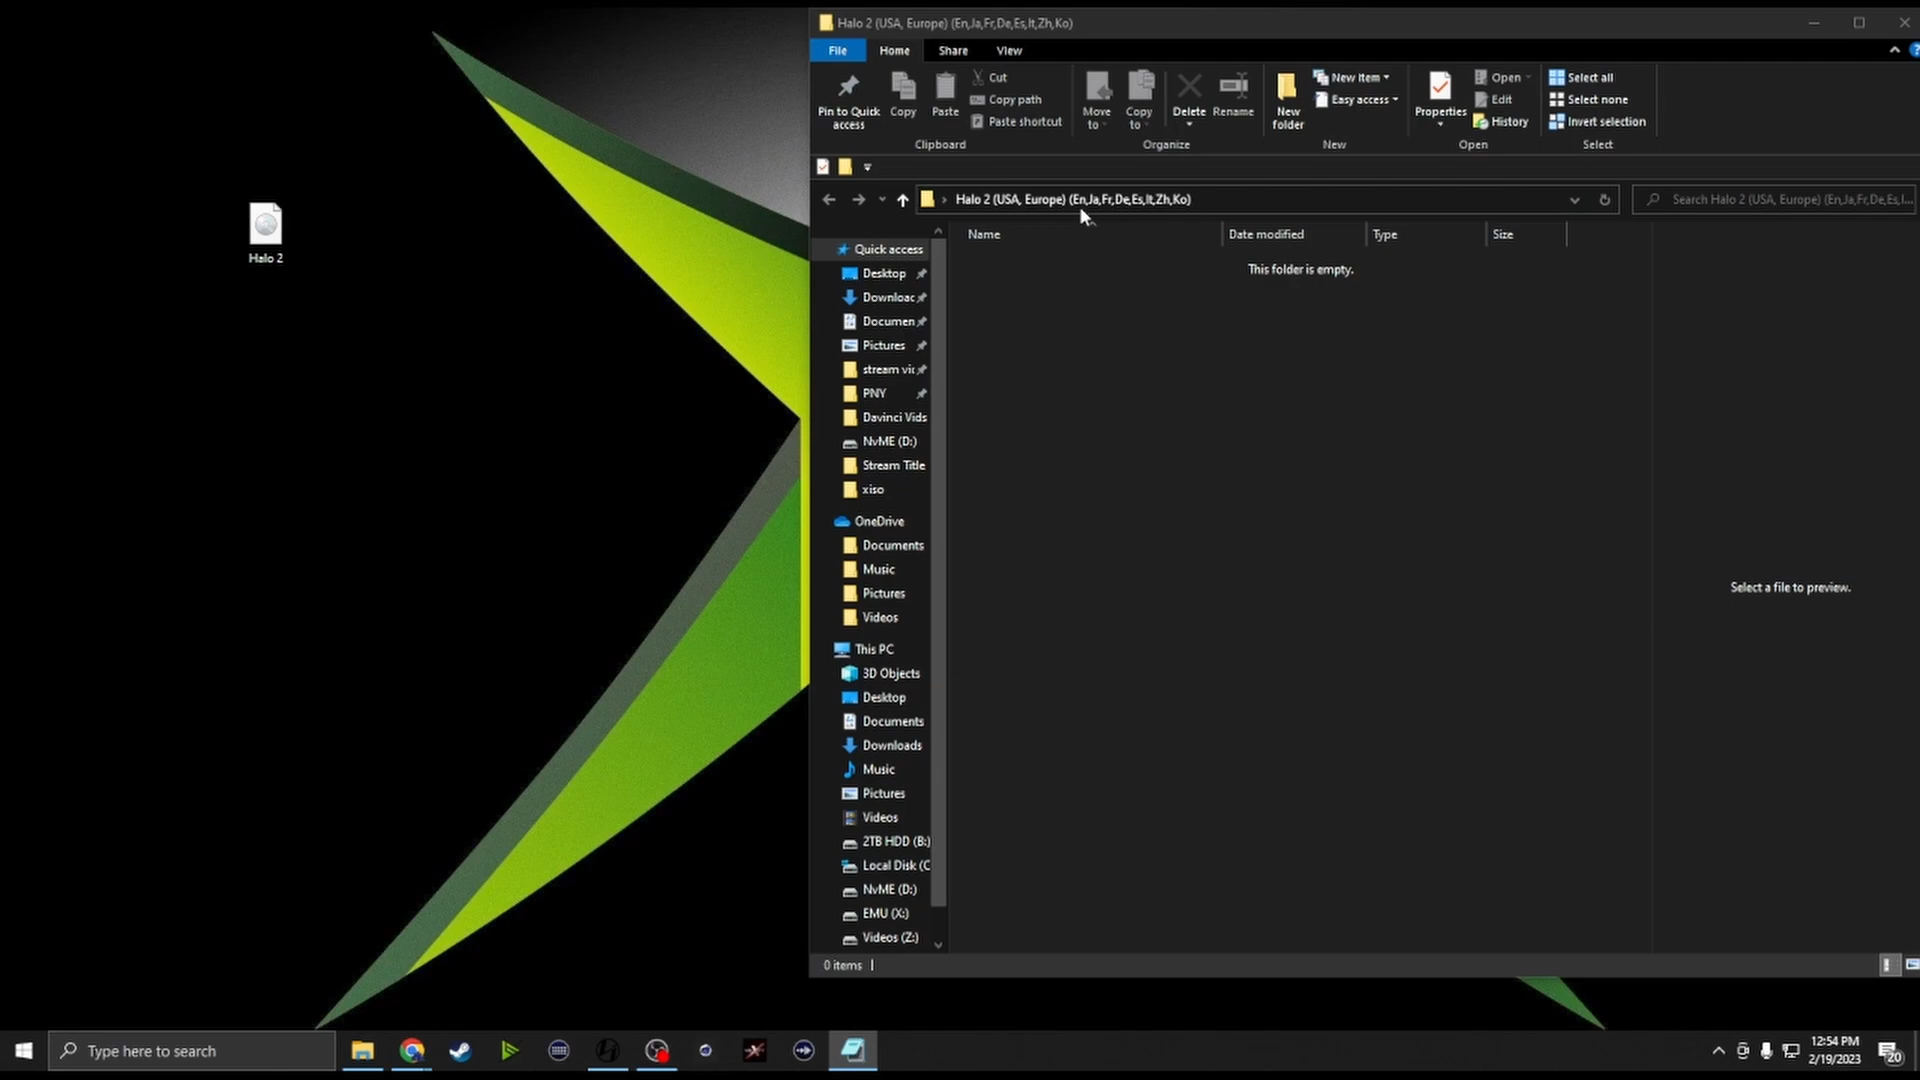 Halo 2 (USA, Europe) (En,Ja,Fr,De,Es,It,Zh,Ko)
File
Home
Share
View
Pin to Quick
access
Copy
Paste
Cut
Copy path
Paste shortcut
Clipboard
Move
to
Copy
to
Delete
Rename
Organize
New
folder
New item
Easy access
New
Properties
Open
Edit
History
Open
Select all
Select none
Invert selection
Select
Halo 2 (USA, Europe) (En,Ja,Fr,De,Es,It,Zh,Ko)
Search Halo 2 (USA, Europe) (En,Ja,Fr,De,Es,I...
Name
Date modified
Type
Size
This folder is empty.
Select a file to preview.
Halo 2
Quick access
Desktop
Downloac
Documen
Pictures
stream vic
PNY
Davinci Vids
NvME (D:)
Stream Title
xiso
OneDrive
Documents
Music
Pictures
Videos
This PC
3D Objects
Desktop
Documents
Downloads
Music
Pictures
Videos
2TB HDD (B:)
Local Disk (C
NvME (D:)
EMU (X:)
Videos (Z:)
0 items
Type here to search
12:54 PM
2/19/2023
20